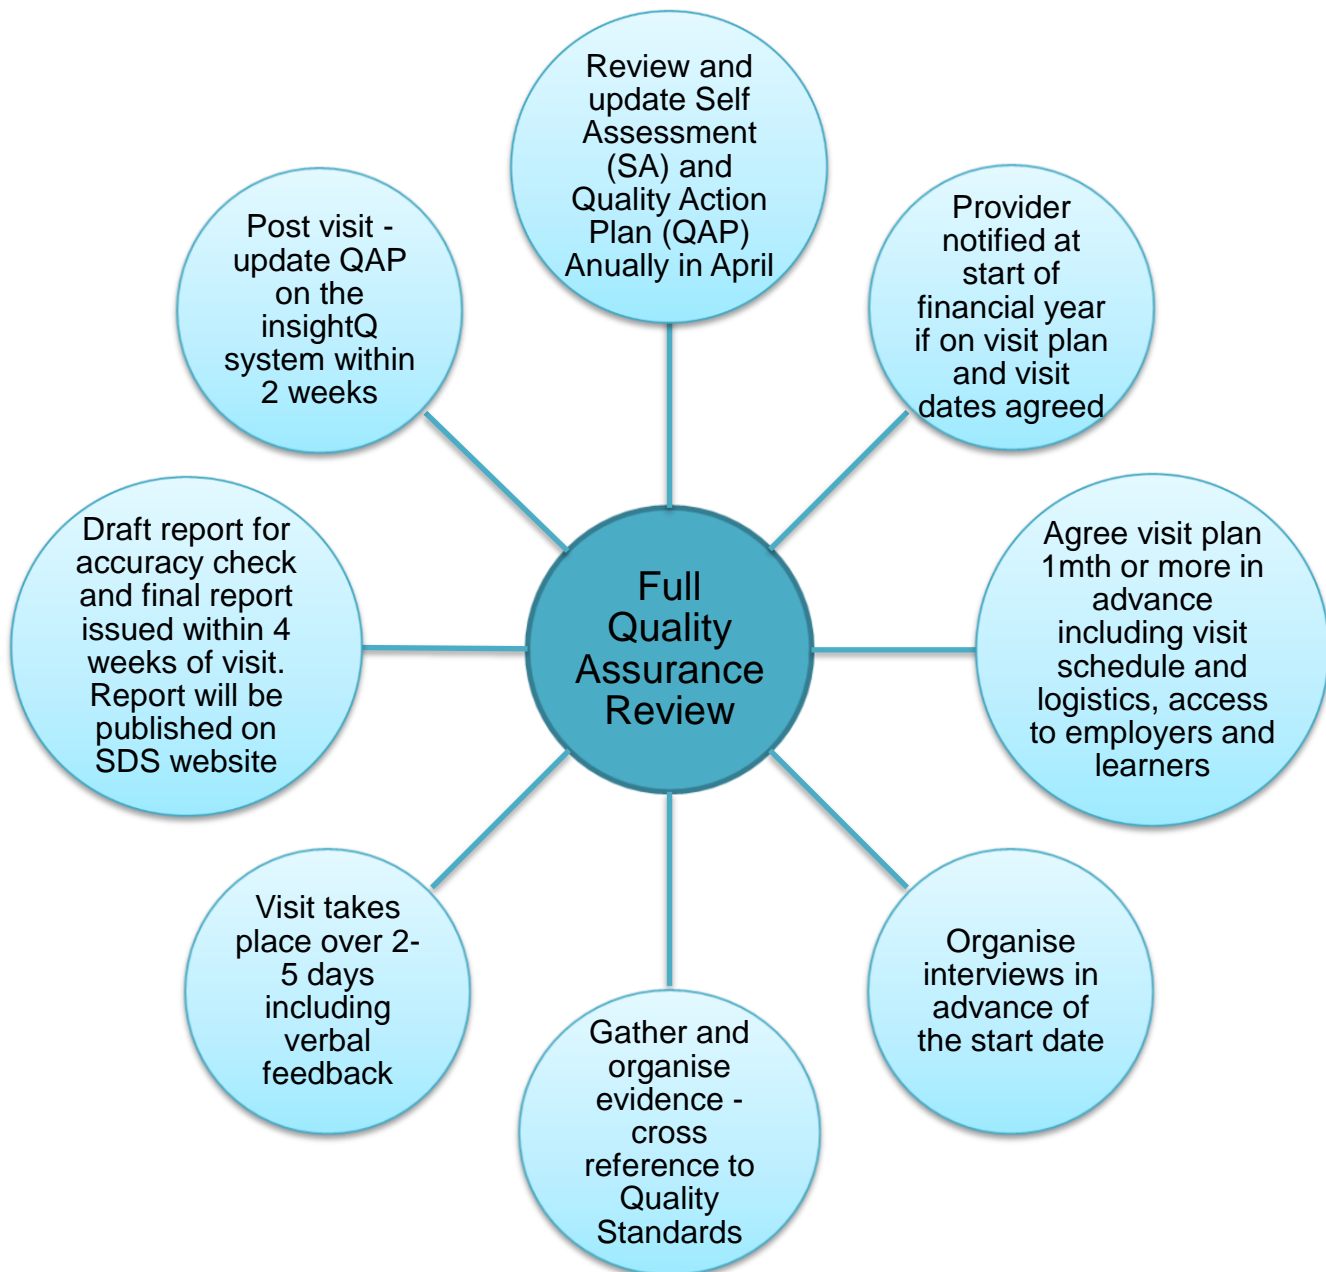 Review and
update Self
Assessment
(SA) and
Quality Action
Plan (QAP)
Anually in April
Provider
notified at
start of
financial year
if on visit plan
and visit
dates agreed
Agree visit plan
1mth or more in
advance
including visit
schedule and
logistics, access
to employers and
learners
Organise
interviews in
advance of
the start date
Gather and
organise
evidence -
cross
reference to
Quality
Standards
Visit takes
place over 2-
5 days
including
verbal
feedback
Draft report for
accuracy check
and final report
issued within 4
weeks of visit.
Report will be
published on
SDS website
Post visit -
update QAP
on the
insightQ
system within
2 weeks
Full
Quality
Assurance
Review